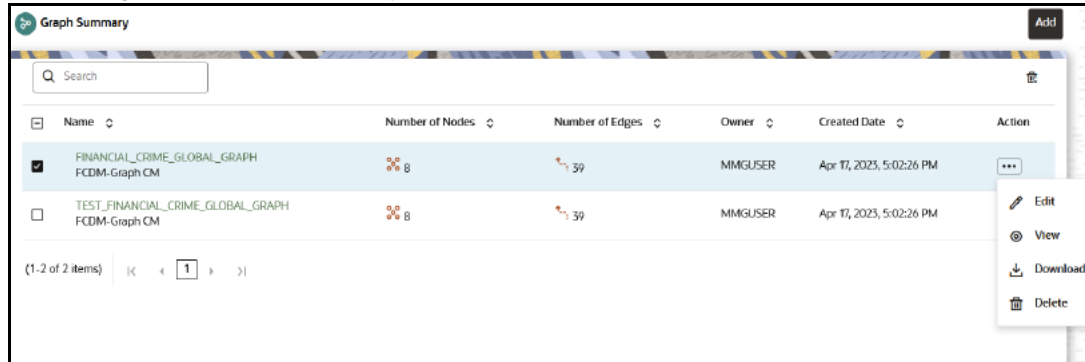 Graph Summary
Add
Search
Name Number of Nodes Number of Edges Owner Created Date Action
FINANCIAL_CRIME_GLOBAL_GRAPH
FCDM-Graph CM
8 39 MMGUSER Apr 17, 2023, 5:02:26 PM
TEST_FINANCIAL_CRIME_GLOBAL_GRAPH
FCDM-Graph CM
8 39 MMGUSER Apr 17, 2023, 5:02:26 PM
Edit
View
Download
Delete
(1-2 of 2 items) 1